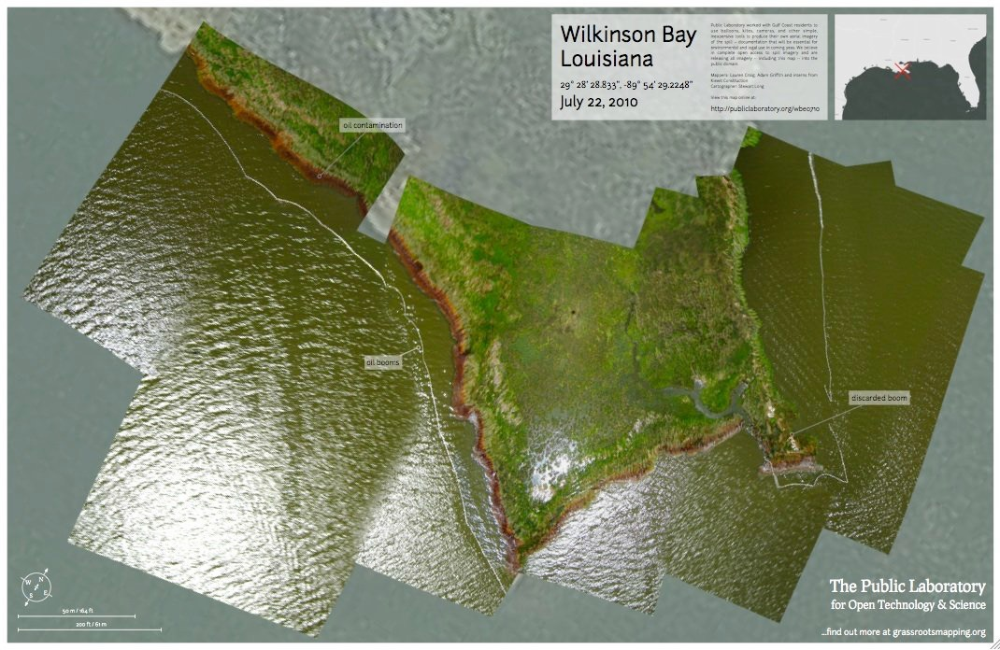 Wilkinson Bay
Louisiana
29° 28' 28.833", -89° 54' 29.2248"
July 22, 2010
Public Laboratory worked with Gulf Coast residents to
use balloons, kites, cameras, and other simple,
inexpensive tools to produce their own aerial imagery
of the spill -- documentation that will be essential for
environmental and legal use in coming years. We believe
in complete open access to spill imagery and are
releasing all imagery -- including this map -- into the
public domain.
Mappers: Lauren Craig, Adam Griffith and interns from
Kiewit Construction
Cartographer: Stewart Long
View this map online at:
http://publiclaboratory.org/wbe0710
oil contamination
oil booms
discarded boom
N
W
S
E
50 m / 164 ft
200 ft / 61 m
The Public Laboratory
for Open Technology & Science
...find out more at grassrootsmapping.org